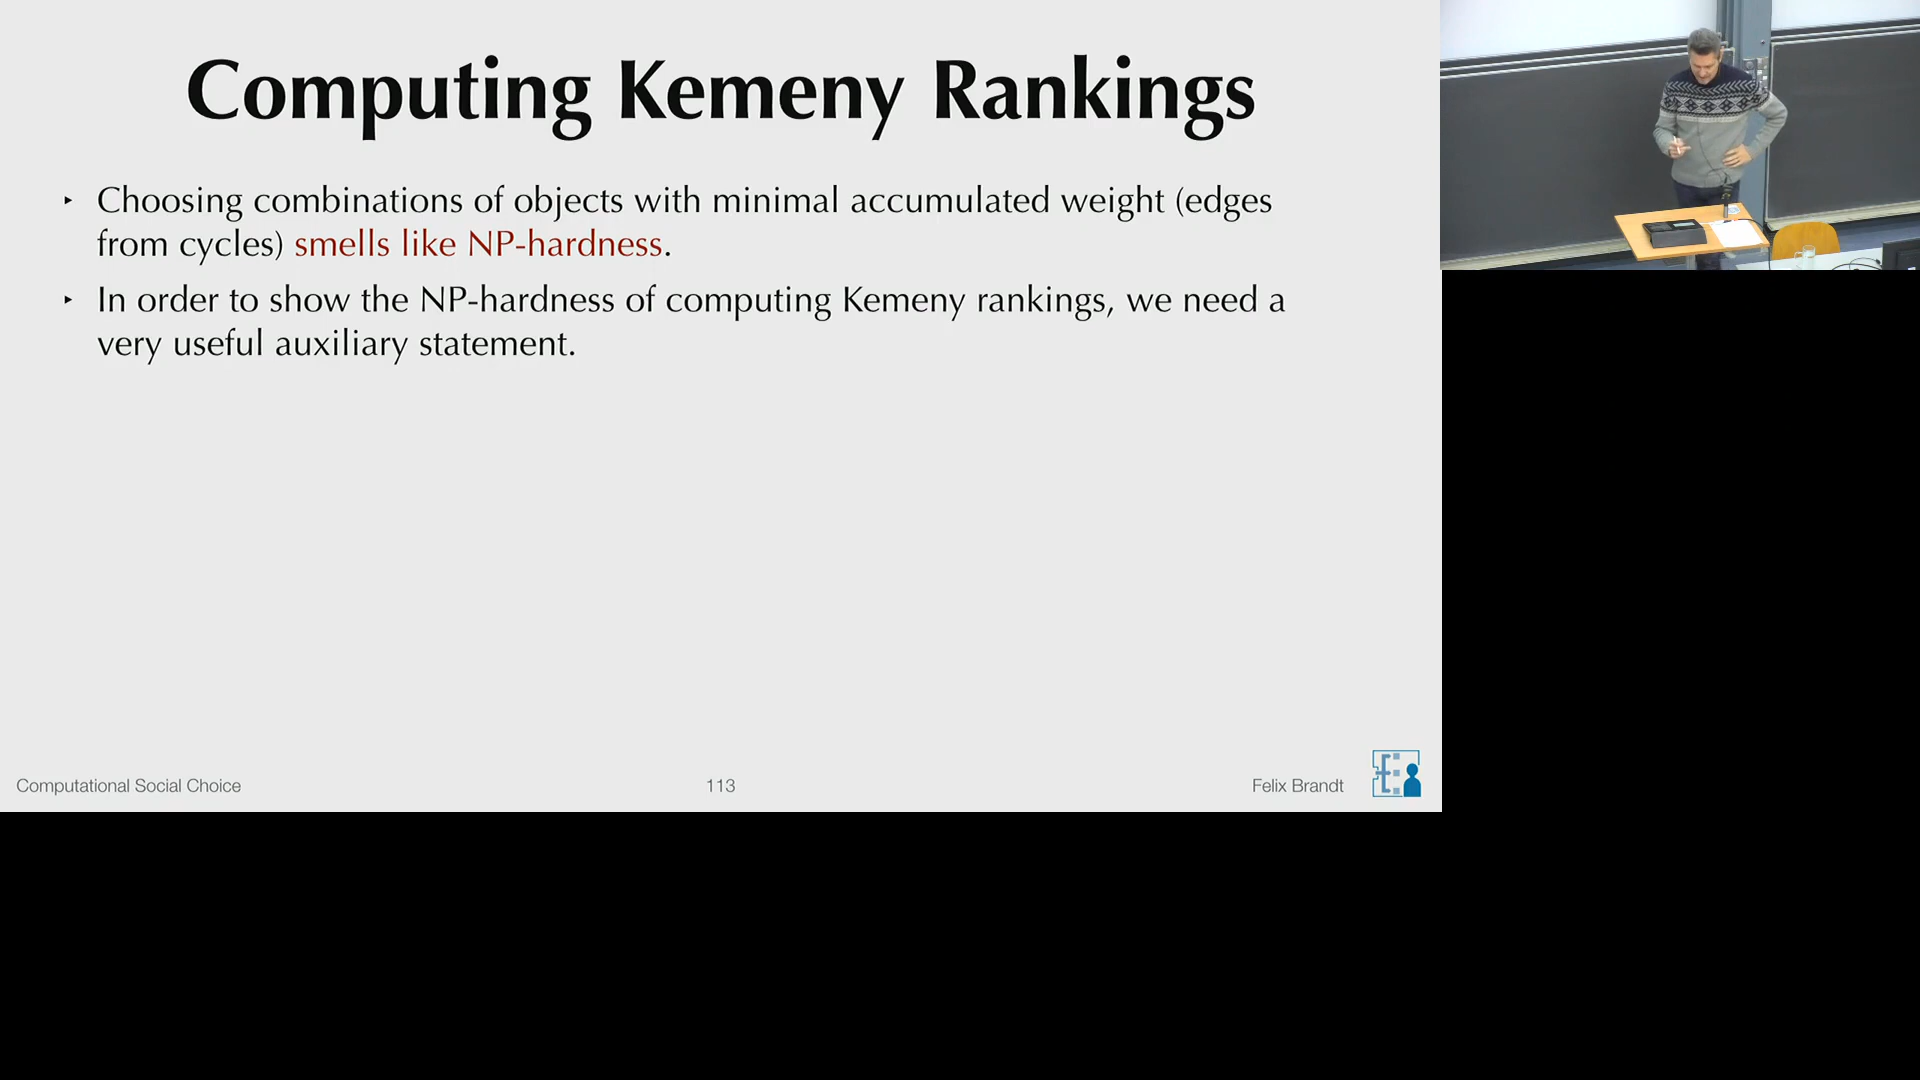 Computing Kemeny Rankings
‣ Choosing combinations of objects with minimal accumulated weight (edges
from cycles) smells like NP-hardness.
‣ In order to show the NP-hardness of computing Kemeny rankings, we need a
very useful auxiliary statement.
Computational Social Choice
113
Felix Brandt